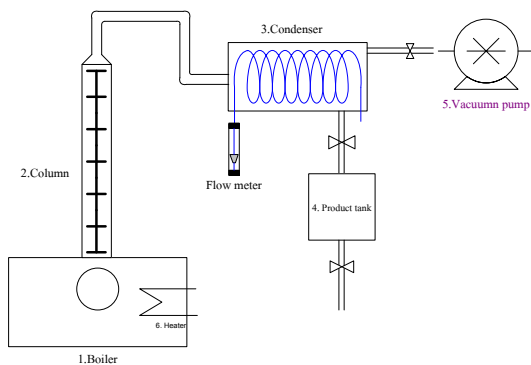 3.Condenser
5.Vacuumn pump
2.Column
Flow meter
4. Product tank
6. Heater
1.Boiler